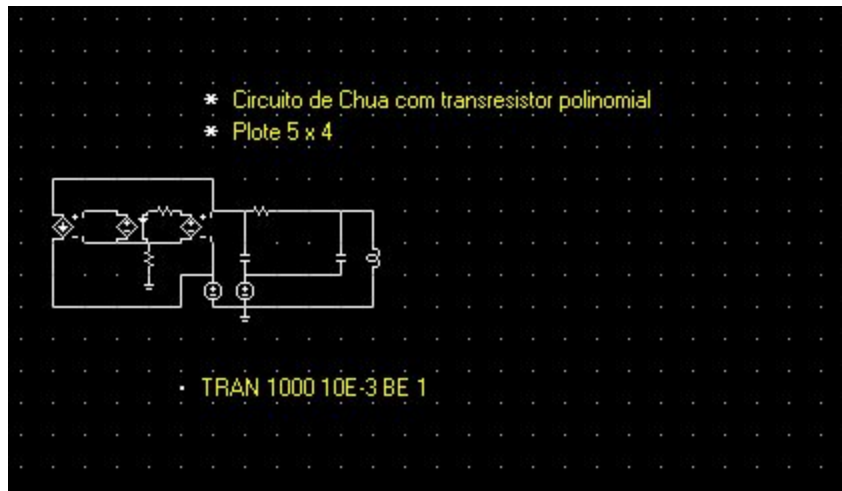 * Circuito de Chua com transresistor polinomial
* Plote 5 x 4
. TRAN 1000 10E-3 BE 1